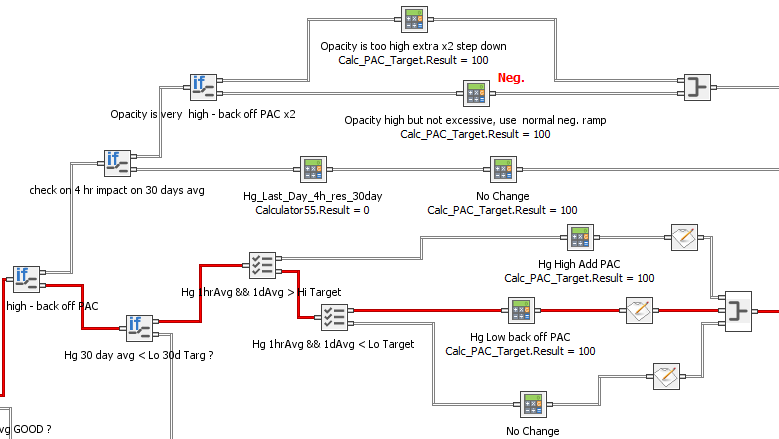 Opacity is too high extra x2 step down
Calc_PAC_Target.Result = 100
Neg.
if
Opacity is very high - back off PAC x2
Opacity high but not excessive, use normal neg. ramp
Calc_PAC_Target.Result = 100
if
check on 4 hr impact on 30 days avg
Hg_Last_Day_4h_res_30day
Calculator55.Result = 0
No Change
Calc_PAC_Target.Result = 100
Hg High Add PAC
Calc_PAC_Target.Result = 100
if
high - back off PAC
Hg 1hrAvg && 1dAvg > Hi Target
if
Hg 30 day avg < Lo 30d Targ ?
Hg 1hrAvg && 1dAvg < Lo Target
Hg Low back off PAC
Calc_PAC_Target.Result = 100
vg GOOD ?
No Change